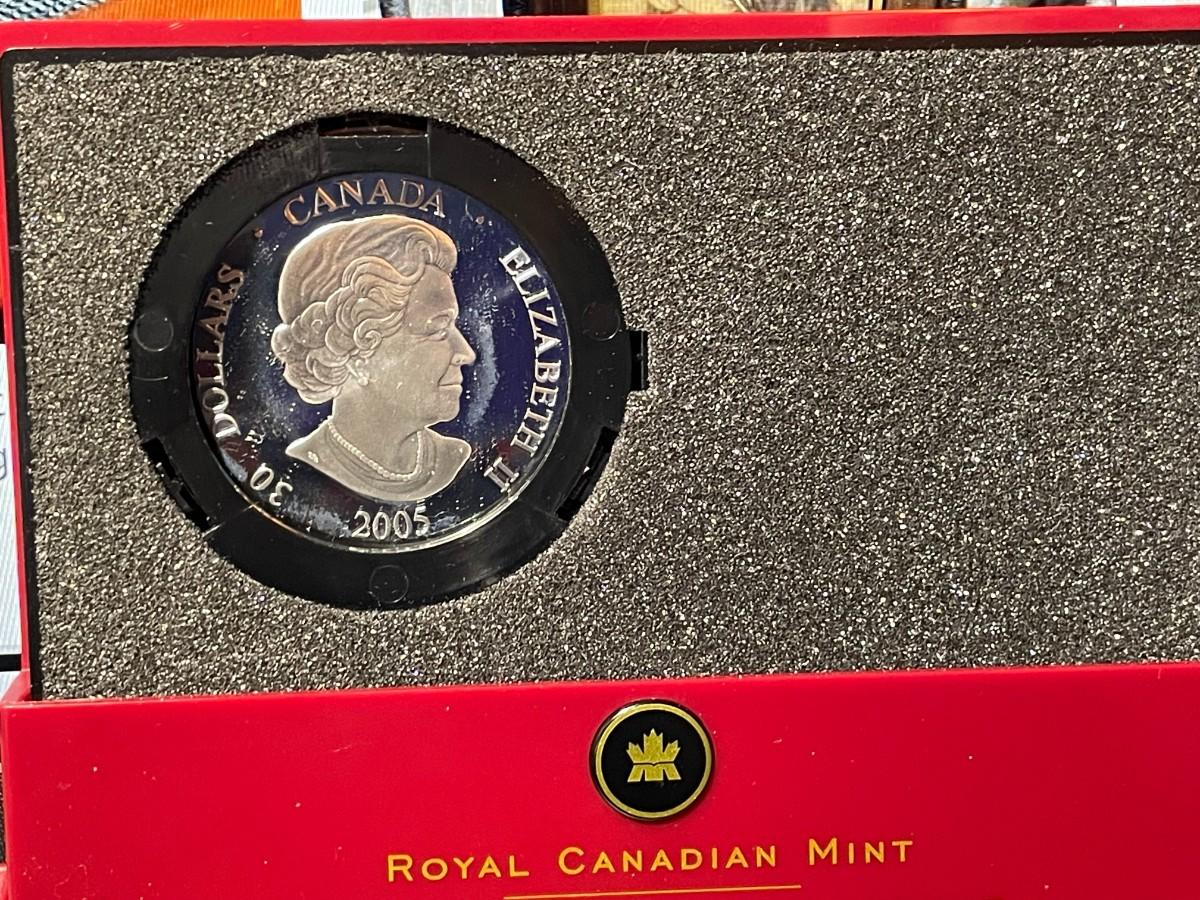 CANADA
ELIZABETH II
30 DOLLARS
2005
ROYAL CANADIAN MINT